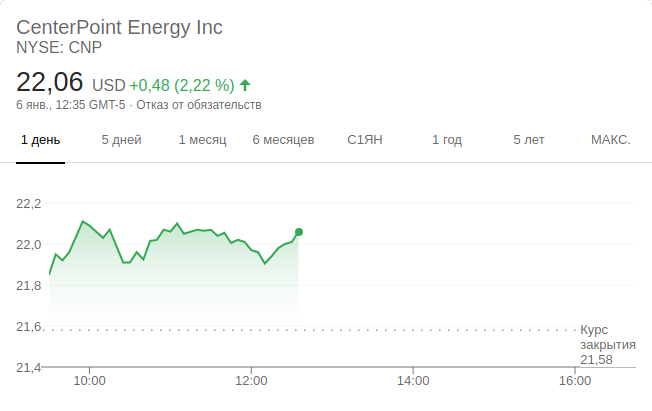 CenterPoint Energy Inc
NYSE: CNP
22,06 USD +0,48 (2,22 %)
6 янв., 12:35 GMT-5 · Отказ от обязательств
1 день 5 дней 1 месяц 6 месяцев С1ЯН 1 год 5 лет МАКС.
22,2
22,0
21,8
21,6
Курс
закрытия
21,58
21,4
10:00 12:00 14:00 16:00